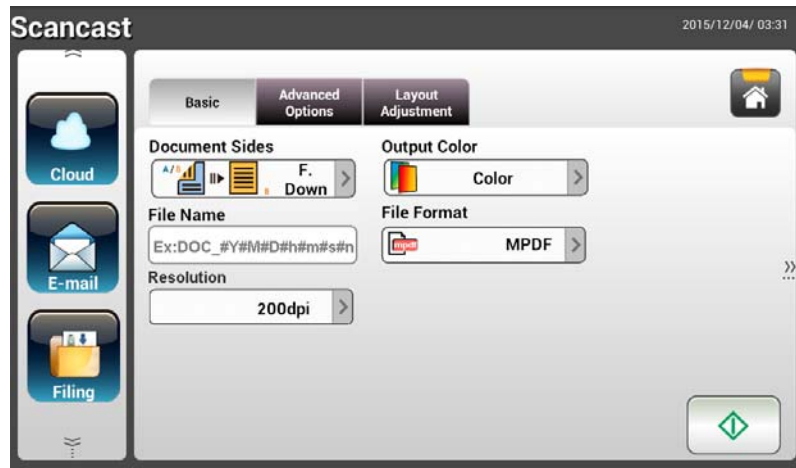 Scancast
2015/12/04/ 03:31
Cloud
E-mail
Filing
Basic
Advanced
Options
Layout
Adjustment
Document Sides
A/B
B
F.
Down
Output Color
Color
File Name
Ex:DOC_#Y#M#D#h#m#s#n
File Format
mpdf
MPDF
Resolution
200dpi